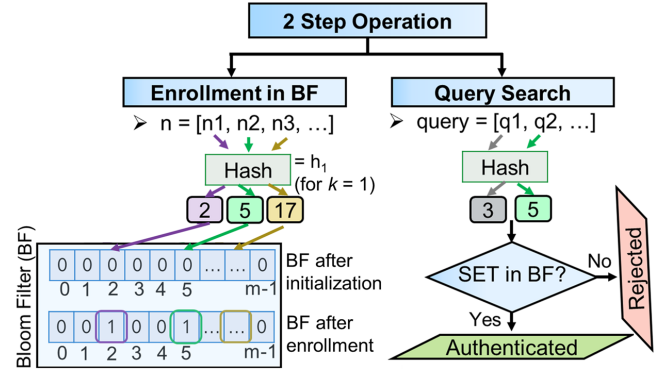 2 Step Operation
Enrollment in BF
➢ n = [n1, n2, n3, …]
Hash
= h1
(for k = 1)
2 5 17
Bloom Filter (BF)
0 0 0 0 0 0 … … 0
0 1 2 3 4 5 m-1
BF after
initialization
0 0 1 0 0 1 … … 0
0 1 2 3 4 5 m-1
BF after
enrollment
Query Search
➢ query = [q1, q2, …]
Hash
3 5
SET in BF?
No
Rejected
Yes
Authenticated